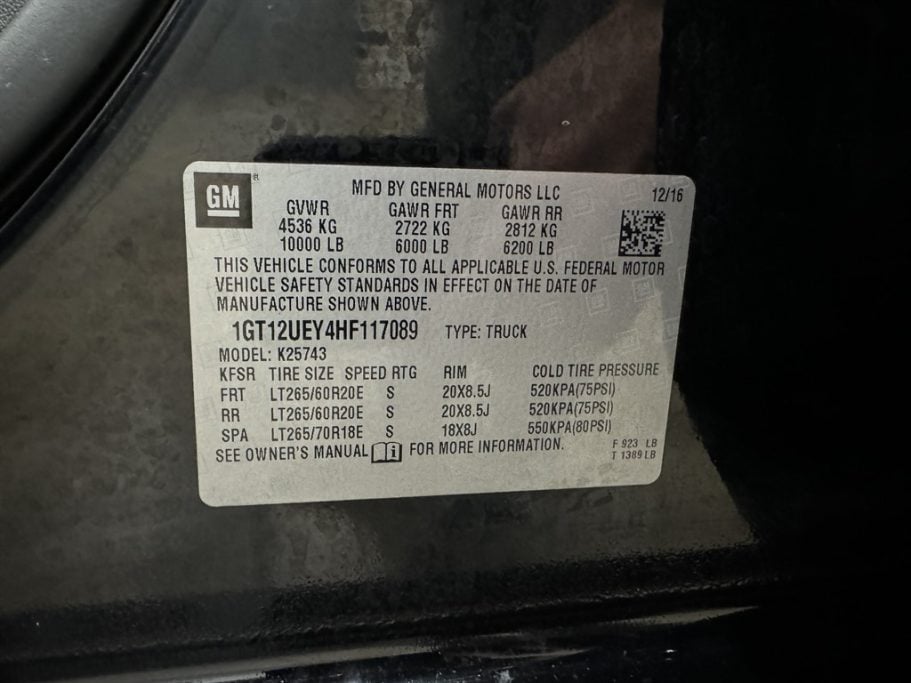 GM ®
MFD BY GENERAL MOTORS LLC 12/16
GVWR GAWR FRT GAWR RR
4536 KG 2722 KG 2812 KG
10000 LB 6000 LB 6200 LB
THIS VEHICLE CONFORMS TO ALL APPLICABLE U.S. FEDERAL MOTOR
VEHICLE SAFETY STANDARDS IN EFFECT ON THE DATE OF
MANUFACTURE SHOWN ABOVE.
1GT12UEY4HF117089 TYPE: TRUCK
MODEL: K25743
KFSR TIRE SIZE SPEED RTG RIM COLD TIRE PRESSURE
FRT LT265/60R20E S 20X8.5J 520KPA(75PSI)
RR LT265/60R20E S 20X8.5J 520KPA(75PSI)
SPA LT265/70R18E S 18X8J 550KPA(80PSI)
SEE OWNER'S MANUAL i FOR MORE INFORMATION.
F 923 LB
T 1389 LB